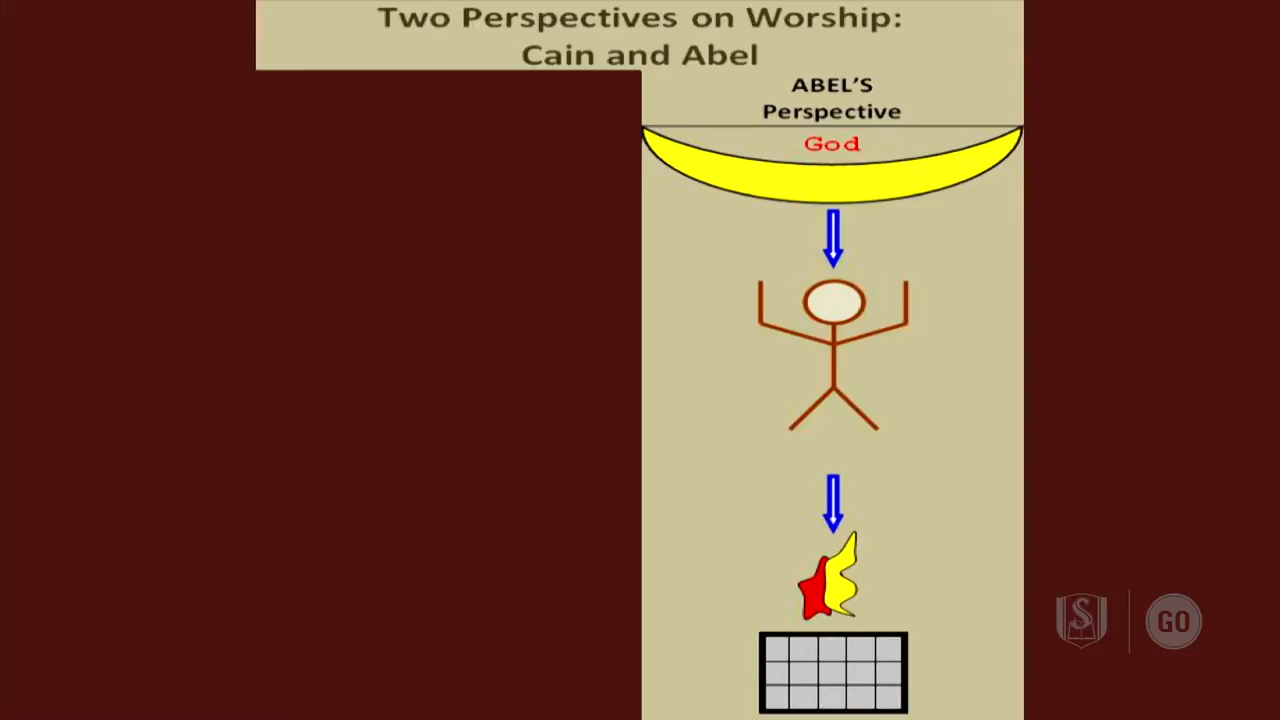 Two Perspectives on Worship:
Cain and Abel
ABEL'S
Perspective
God
S
GO